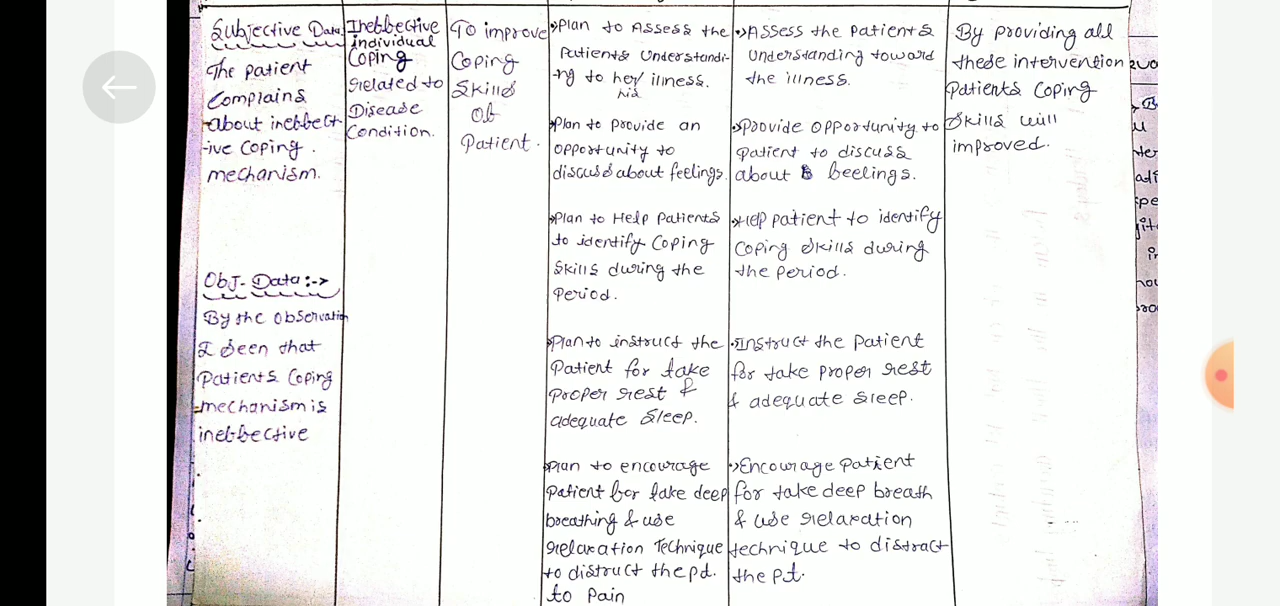 Subjective Data
The patient
Complains
about ineffect
-ive Coping.
mechanism.
Obj- Data:->
By the observation
I seen that
Patients Coping
mechanism is
ineffective
Ineffective
individual
Coping
related to
Disease
Condition.
To improve
Coping
Skills
Of
Patient.
Plan to Assess the
Patients Understandi-
ng to her/ illness.
his
Plan to provide an
opportunity to
discuss about feelings.
Plan to Help Patients
to identify Coping
Skills during the
Period.
Plan to instruct the
Patient for take
Proper rest &
adequate Sleep.
Plan to encourage
Patient for take deep
breathing & use
relaxation Technique
to distruct the pd.
to Pain
Assess the Patients
Understanding toward
the illness.
Provide opportunity to
Patient to discuss
about feelings.
Help patient to identify
Coping Skills during
the Period.
Instruct the Patient
for take Proper rest
& adequate Sleep.
Encourage Patient
for take deep breath
& use relaxation
technique to distract
the Pt.
By Providing all
these intervention
Patients Coping
Skills will
improved.